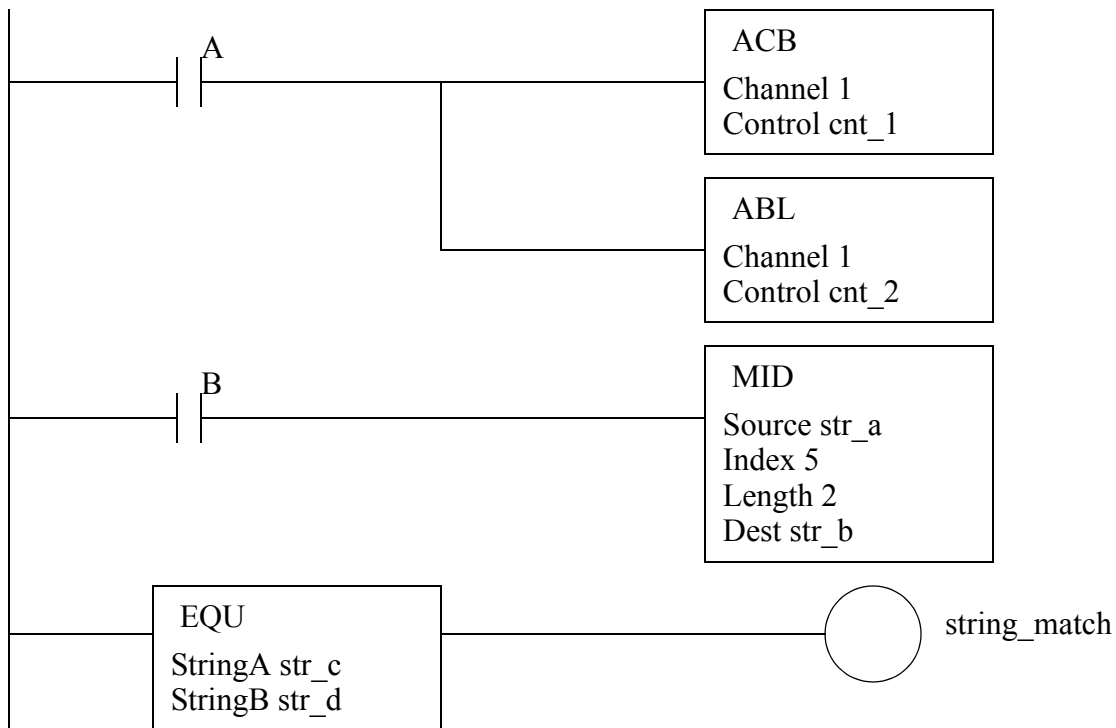 A
ACB
Channel 1
Control cnt_1
ABL
Channel 1
Control cnt_2
B
MID
Source str_a
Index 5
Length 2
Dest str_b
EQU
StringA str_c
StringB str_d
string_match